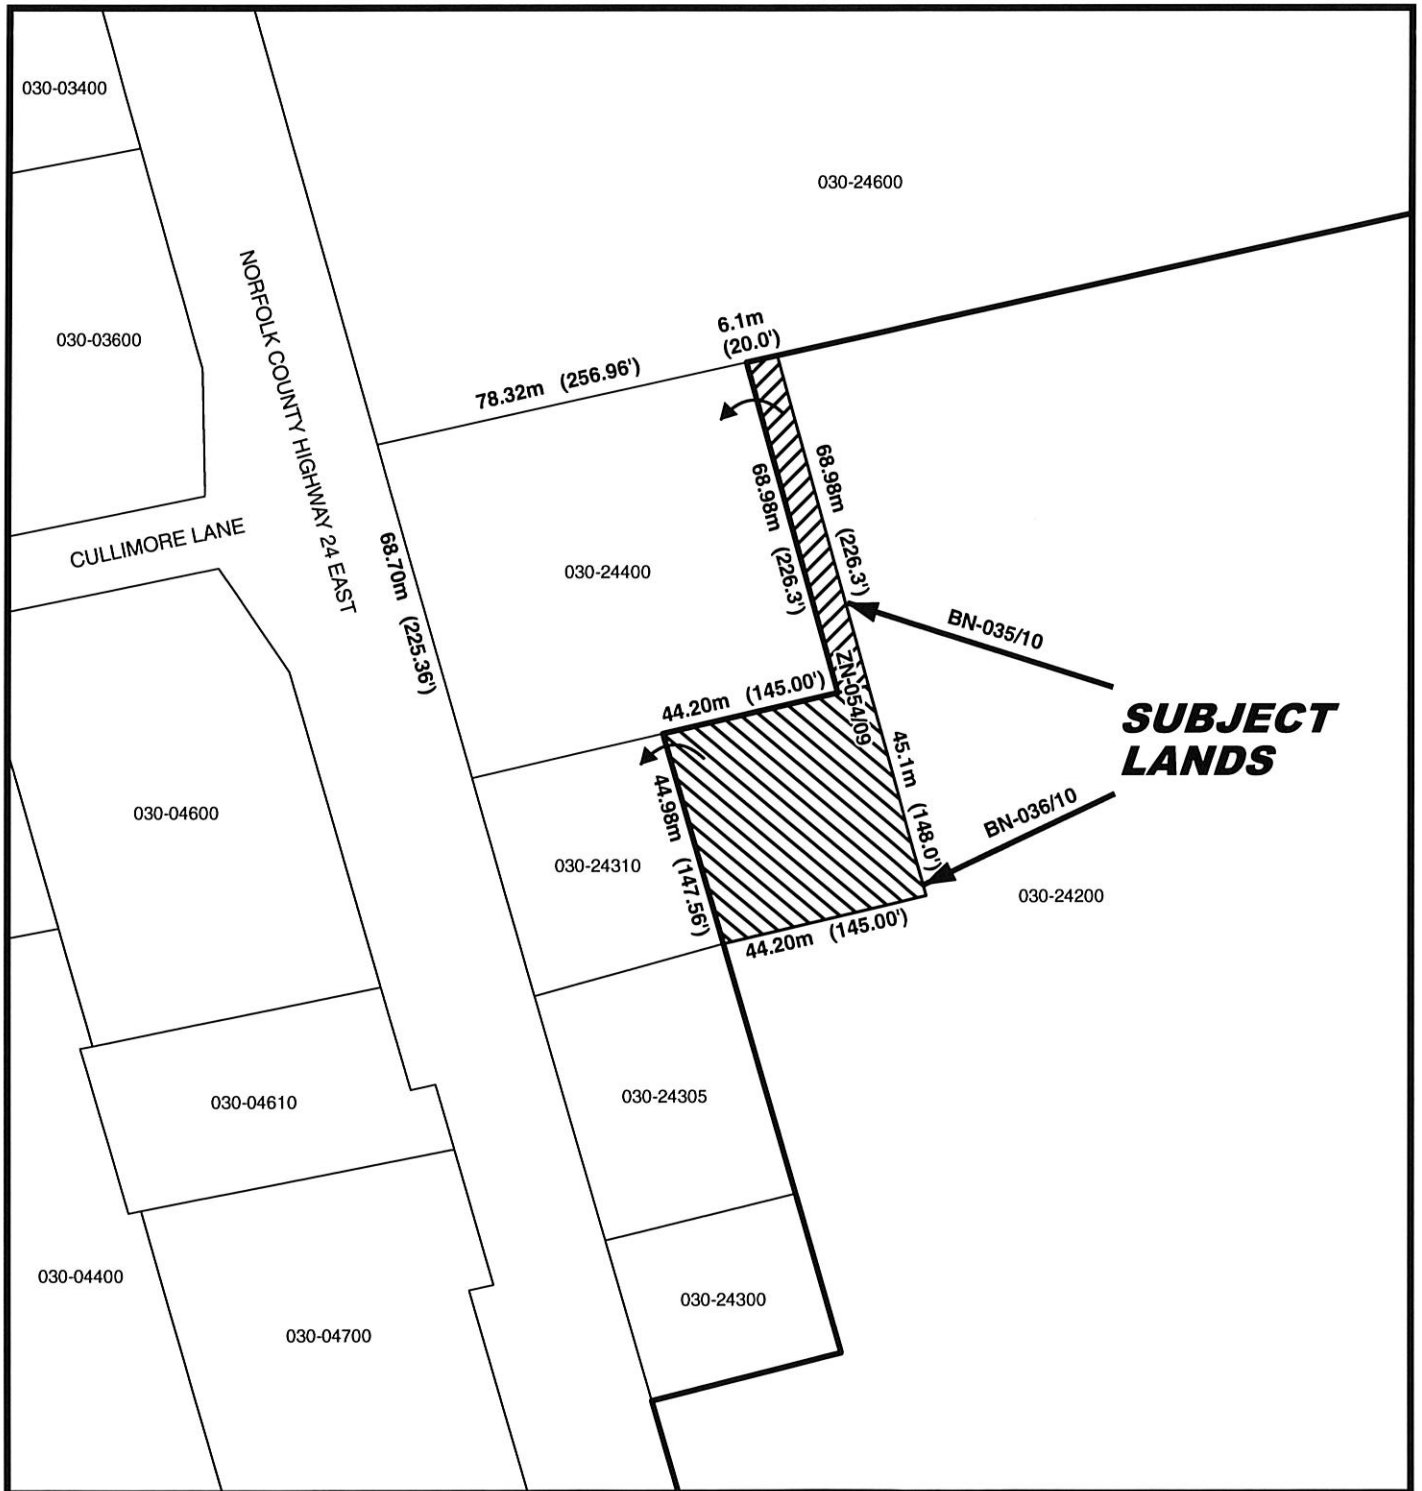 030-03400
030-24600
NORFOLK COUNTY HIGHWAY 24 EAST
030-03600
6.1m
(20.0')
78.32m (256.96')
68.98m (226.3')
68.98m (226.3')
CULLIMORE LANE
68.70m (225.36')
030-24400
BN-035/10
ZN-054/09
44.20m (145.00')
SUBJECT
LANDS
45.1m (148.0')
44.98m (147.56')
BN-036/10
030-04600
030-24310
030-24200
44.20m (145.00')
030-04610
030-24305
030-04400
030-24300
030-04700